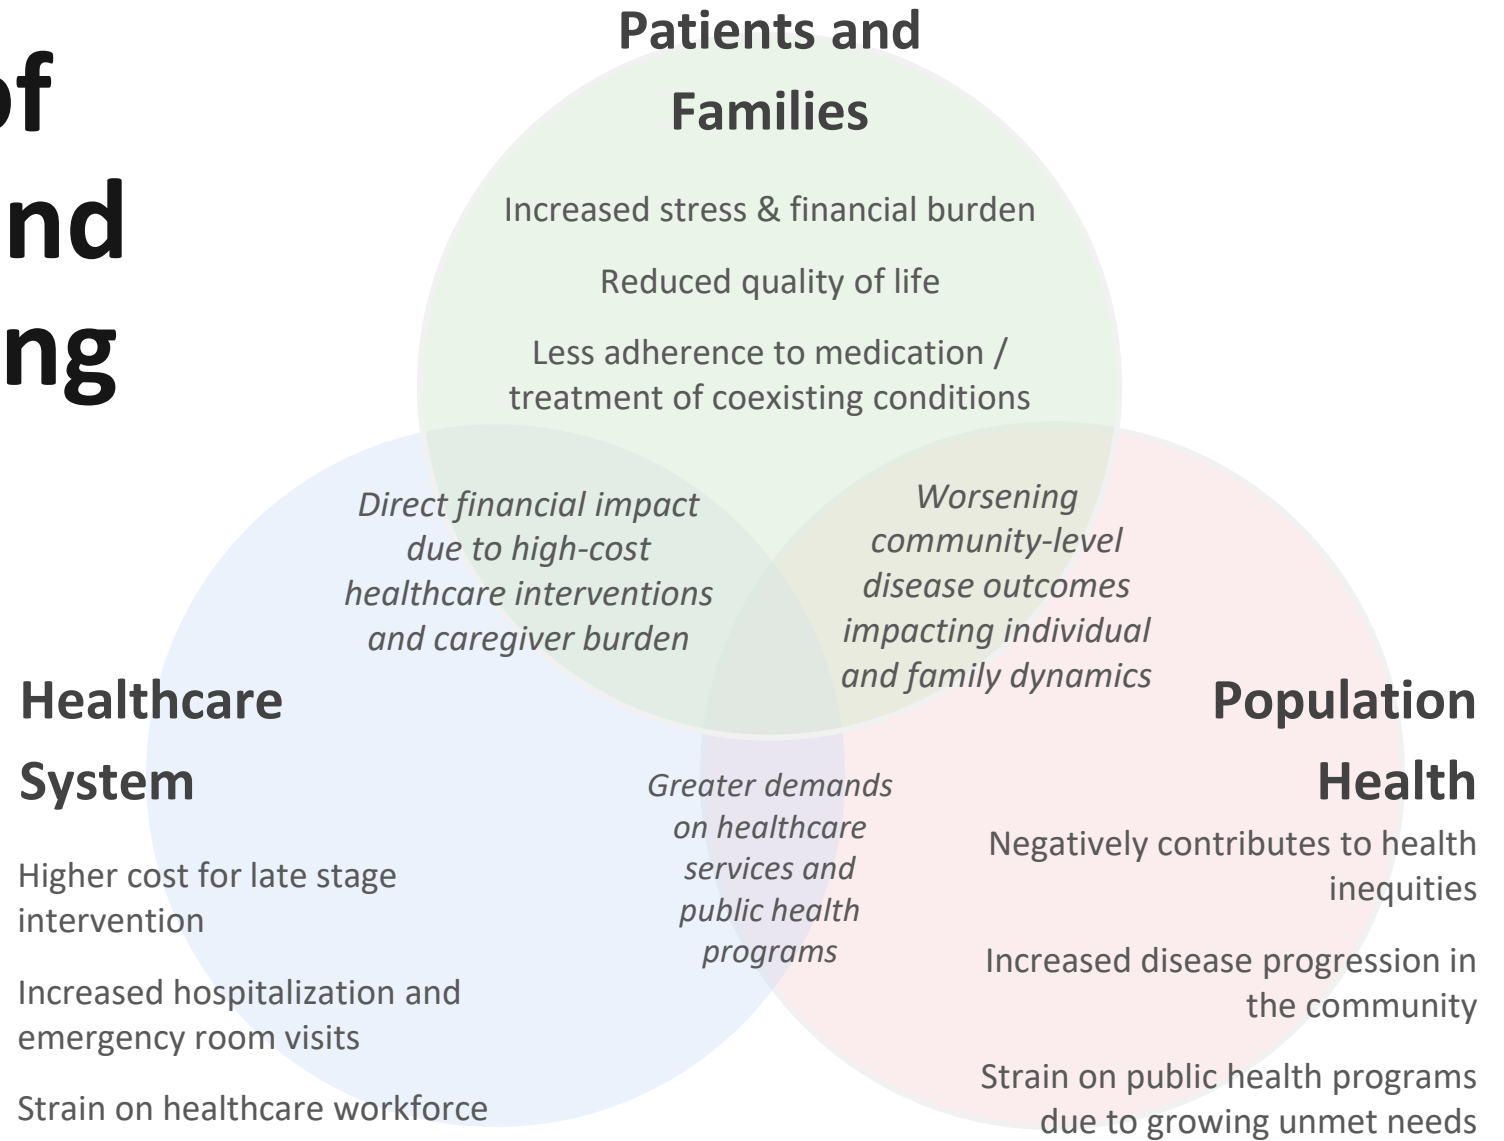 of
nd
ng
Patients and
Families
Increased stress & financial burden
Reduced quality of life
Less adherence to medication /
treatment of coexisting conditions
Direct financial impact
due to high-cost
healthcare interventions
and caregiver burden
Worsening
community-level
disease outcomes
impacting individual
and family dynamics
Healthcare
System
Higher cost for late stage
intervention
Increased hospitalization and
emergency room visits
Strain on healthcare workforce
Greater demands
on healthcare
services and
public health
programs
Population
Health
Negatively contributes to health
inequities
Increased disease progression in
the community
Strain on public health programs
due to growing unmet needs